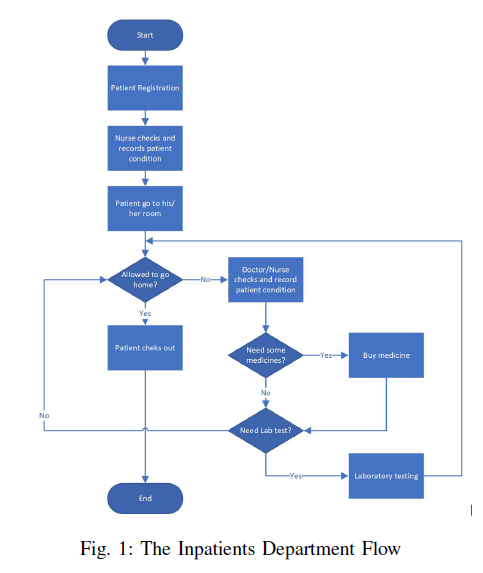 Start
Patient Registration
Nurse checks and
records patient
condition
Patient go to his/
her room
Allowed to go
home?
No
Doctor/Nurse
checks and record
patient condition
Yes
Patient cheks out
Need some
medicines?
Yes
Buy medicine
No
No
Need Lab test?
Yes
Laboratory testing
End
Fig. 1: The Inpatients Department Flow